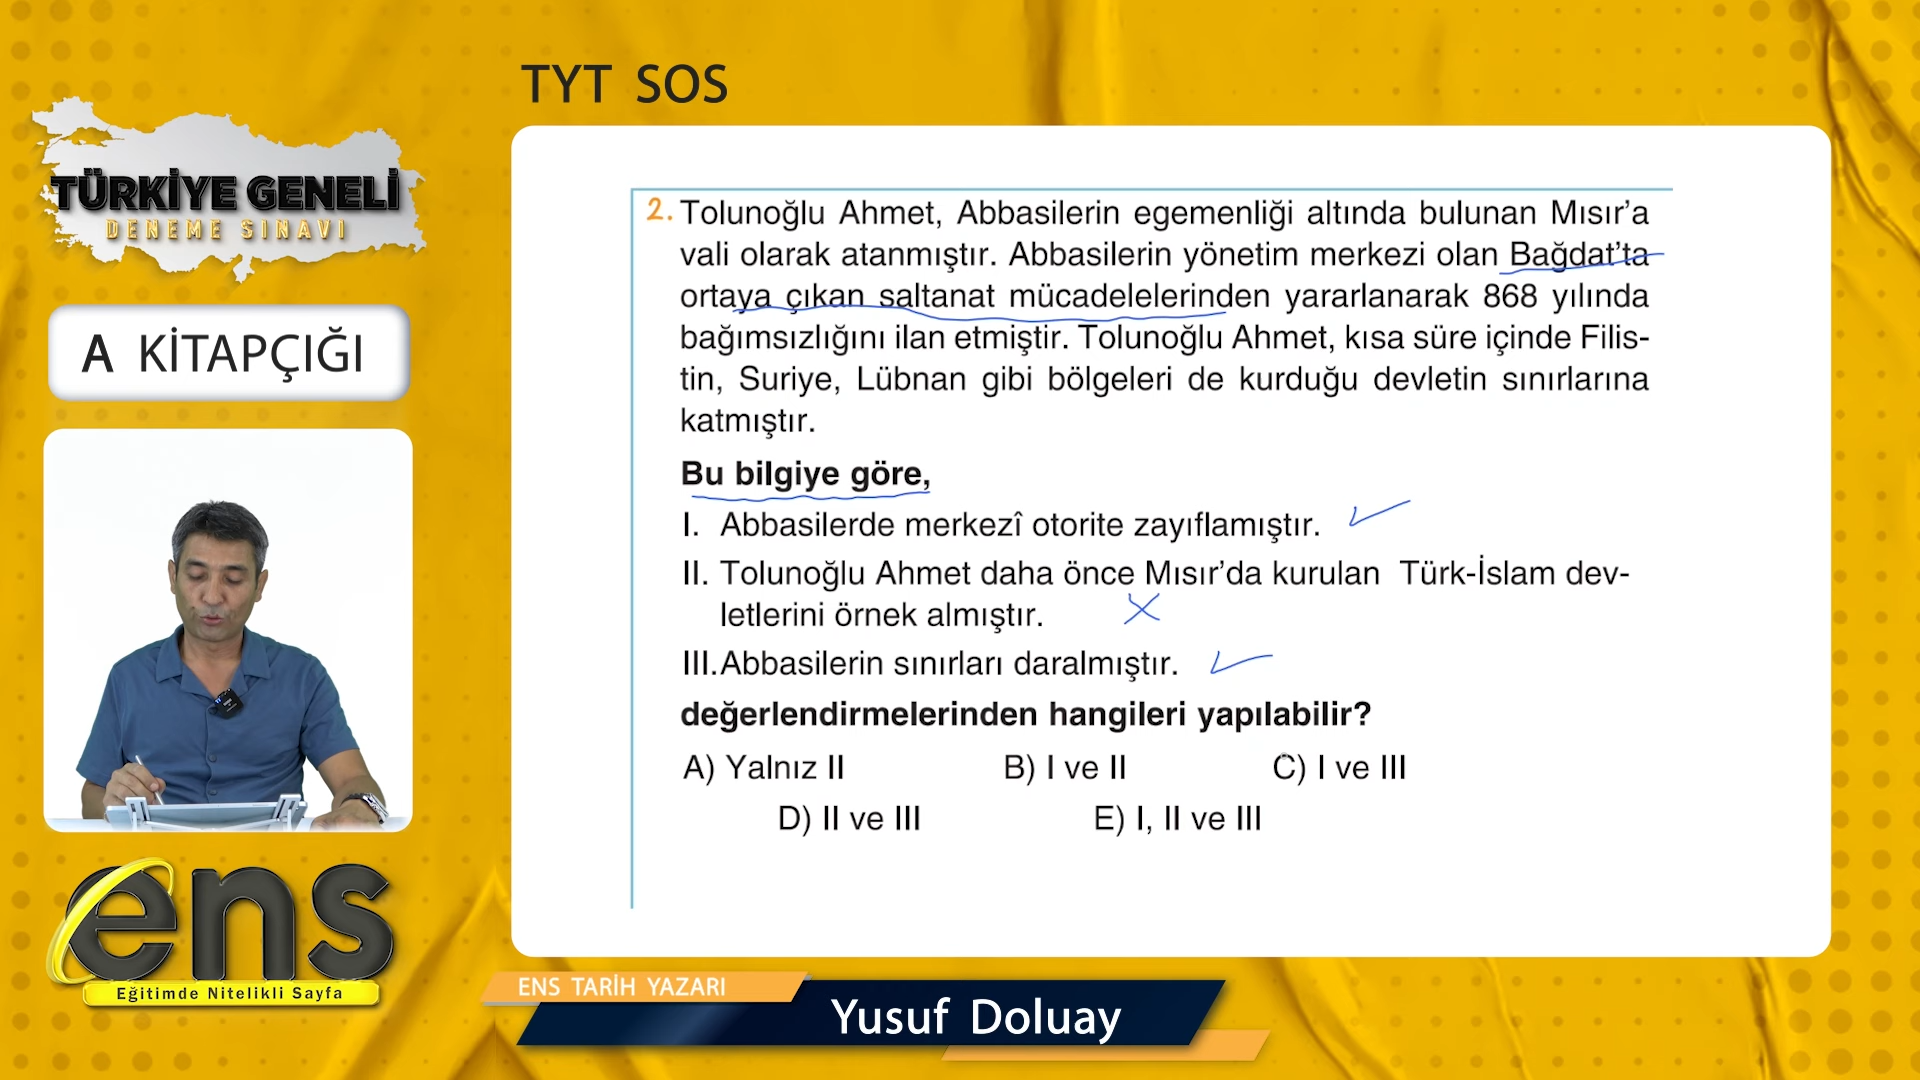 TYT SOS
TÜRKİYE GENELİ
DENEME SINAVI
A KİTAPÇIĞI
2. Tolunoğlu Ahmet, Abbasilerin egemenliği altında bulunan Mısır’a
vali olarak atanmıştır. Abbasilerin yönetim merkezi olan Bağdat’ta
ortaya çıkan saltanat mücadelelerinden yararlanarak 868 yılında
bağımsızlığını ilan etmiştir. Tolunoğlu Ahmet, kısa süre içinde Filis-
tin, Suriye, Lübnan gibi bölgeleri de kurduğu devletin sınırlarına
katmıştır.
Bu bilgiye göre,
I. Abbasilerde merkezî otorite zayıflamıştır.
II. Tolunoğlu Ahmet daha önce Mısır’da kurulan Türk-İslam dev-
letlerini örnek almıştır.
III. Abbasilerin sınırları daralmıştır.
değerlendirmelerinden hangileri yapılabilir?
A) Yalnız II B) I ve II C) I ve III
D) II ve III E) I, II ve III
ens
Eğitimde Nitelikli Sayfa
ENS TARİH YAZARI
Yusuf Doluay